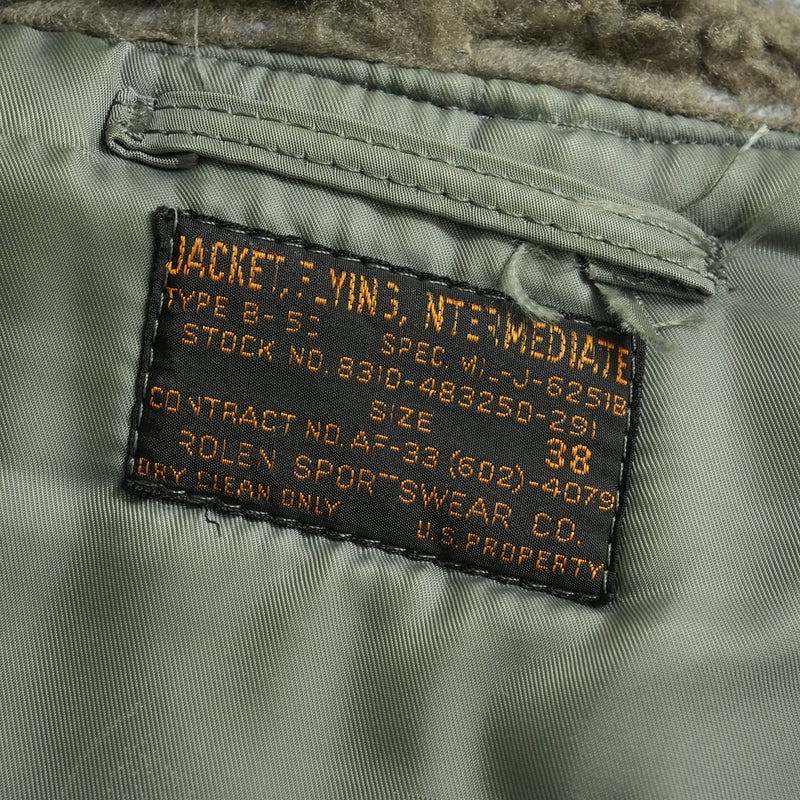 JACKET, FLYING, INTERMEDIATE
TYPE B-5D SPEC. MIL-J-6251B
STOCK NO. 8310-483250-291
SIZE 38
CONTRACT NO. AF-33 (602)-4079
ROLEN SPORTSWEAR CO.
DRY CLEAN ONLY U.S. PROPERTY